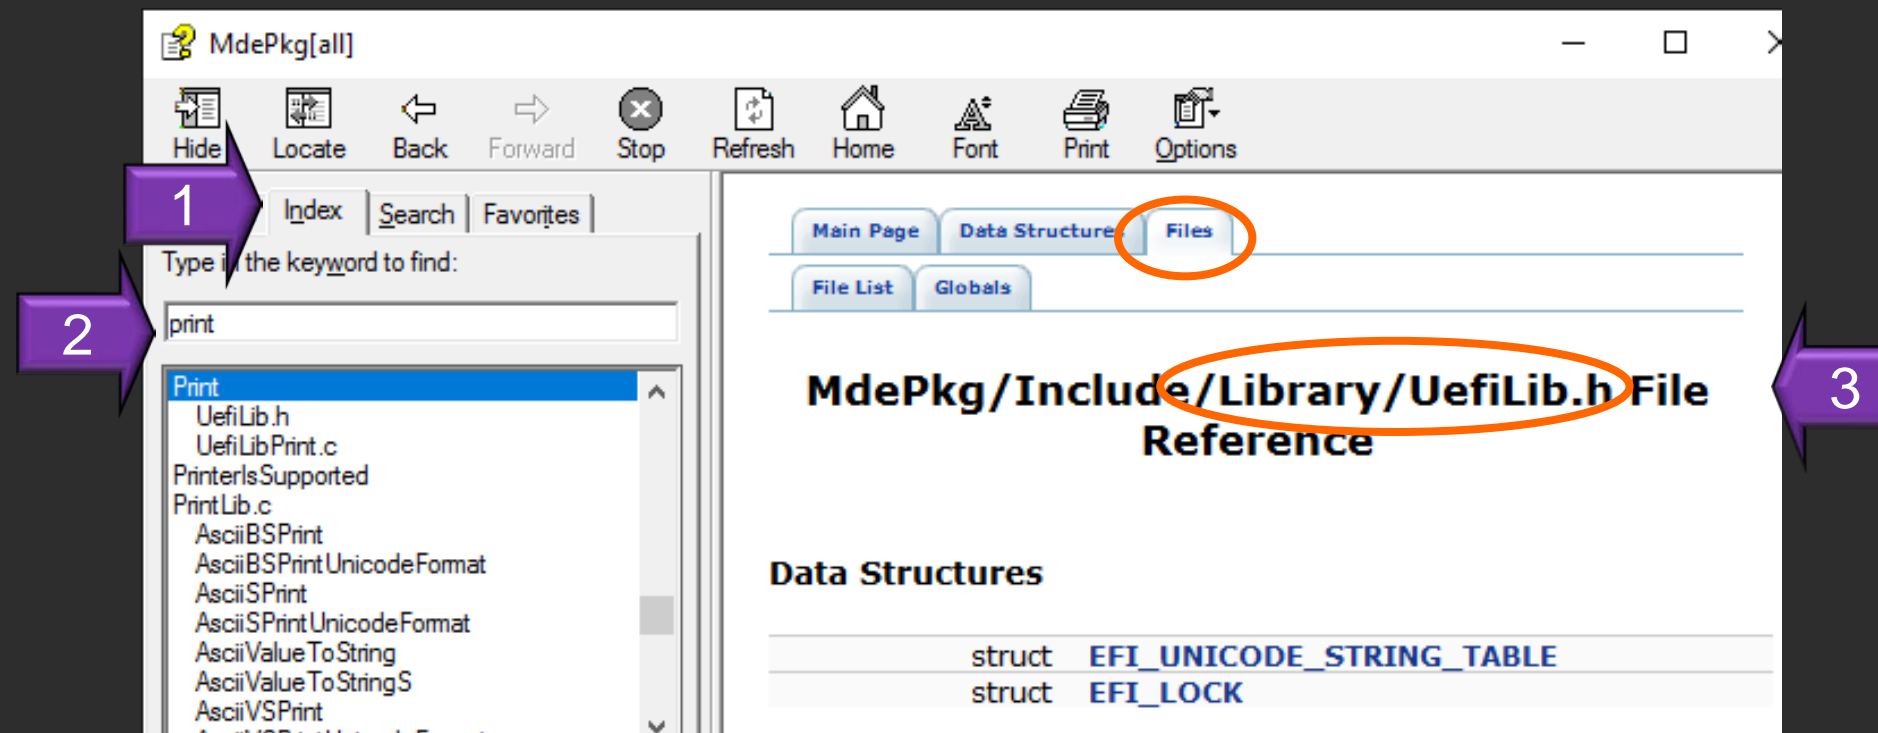 MdePkg[all]
Hide Locate Back Forward Stop Refresh Home Font Print Options
1
Index Search Favorites
Type in the keyword to find:
2
print
Print
UefiLib.h
UefiLibPrint.c
PrinterIsSupported
PrintLib.c
AsciiBSPrint
AsciiBSPrintUnicodeFormat
AsciiSPrint
AsciiSPrintUnicodeFormat
AsciiValueToString
AsciiValueToStringS
AsciiVSPrint
Main Page Data Structures Files
File List Globals
MdePkg/Include/Library/UefiLib.h File
Reference
3
Data Structures
struct EFI_UNICODE_STRING_TABLE
struct EFI_LOCK